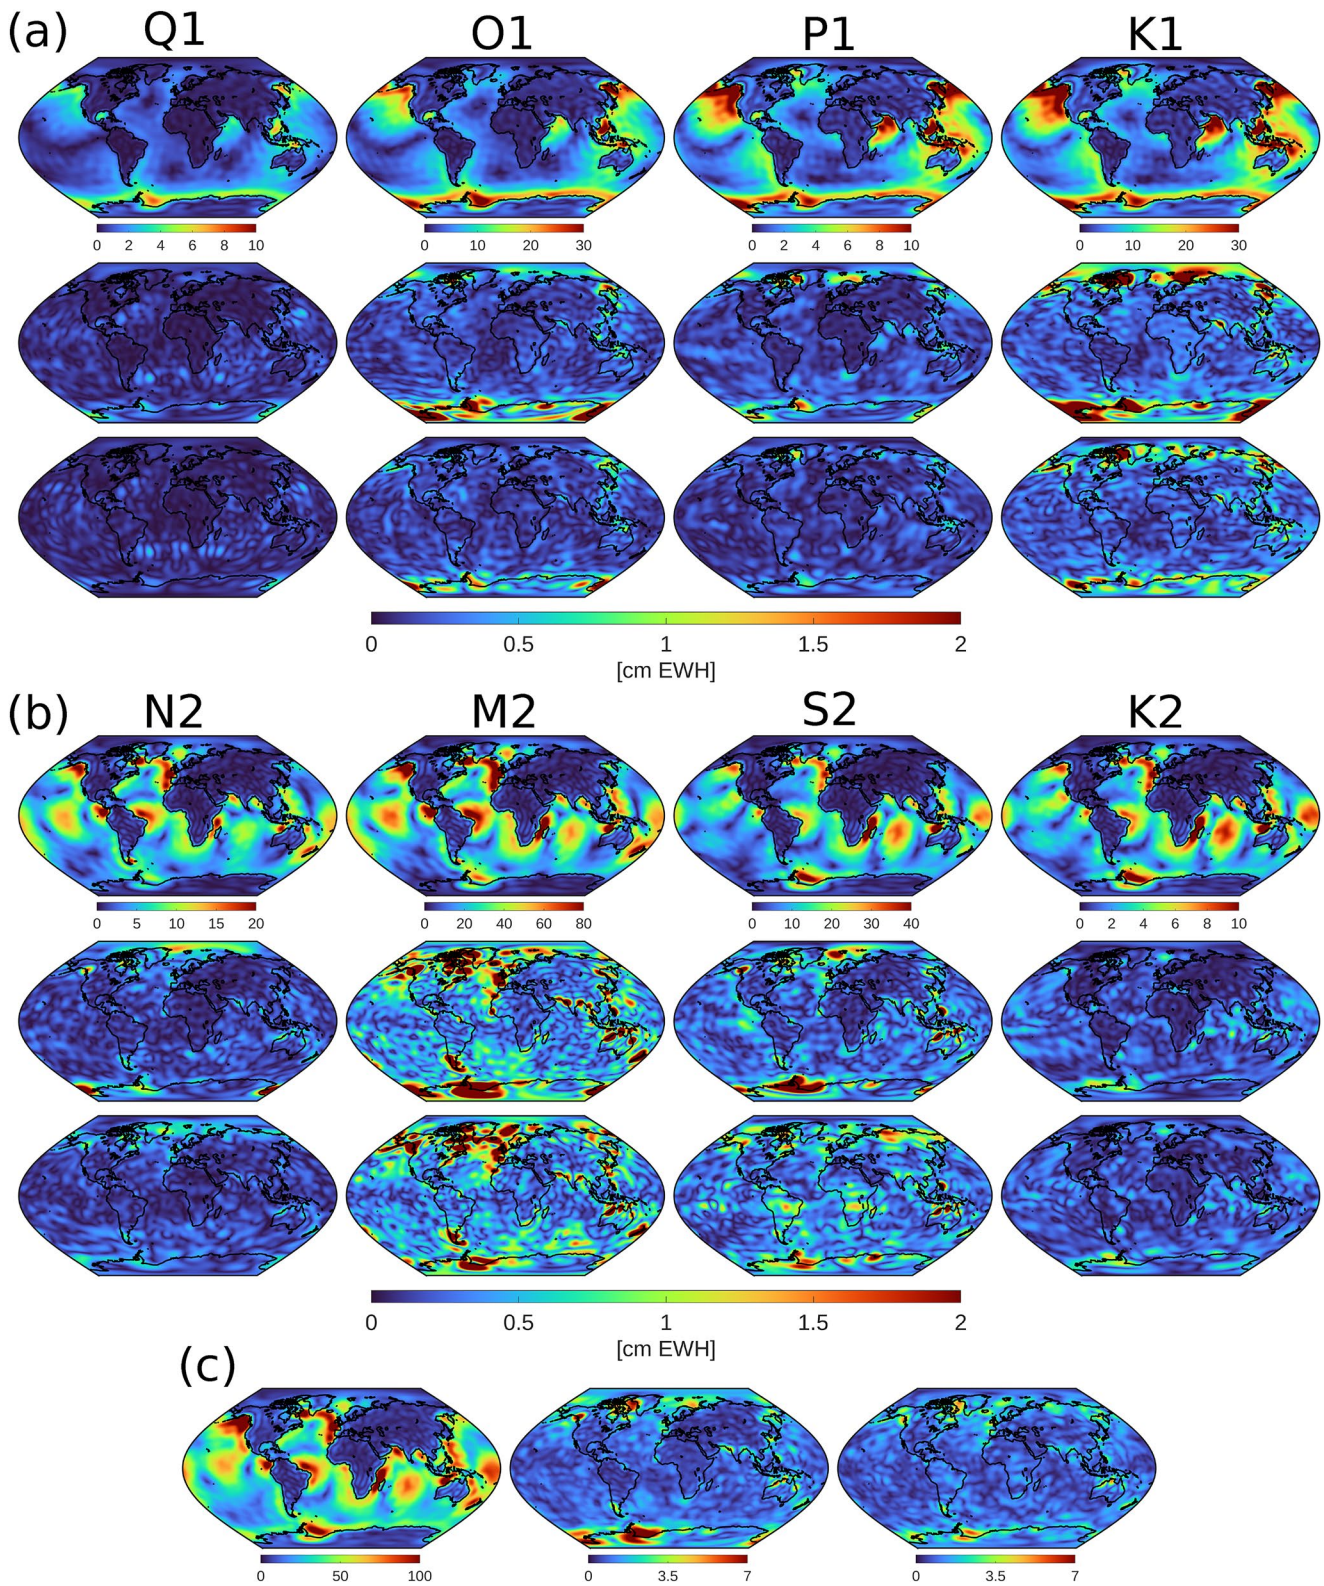 (a) Q1 O1 P1 K1
0 2 4 6 8 10 0 10 20 30 0 2 4 6 8 10 0 10 20 30
0 0.5 1 1.5 2
[cm EWH]
(b) N2 M2 S2 K2
0 5 10 15 20 0 20 40 60 80 0 10 20 30 40 0 2 4 6 8 10
0 0.5 1 1.5 2
[cm EWH]
(c)
0 50 100 0 3.5 7 0 3.5 7